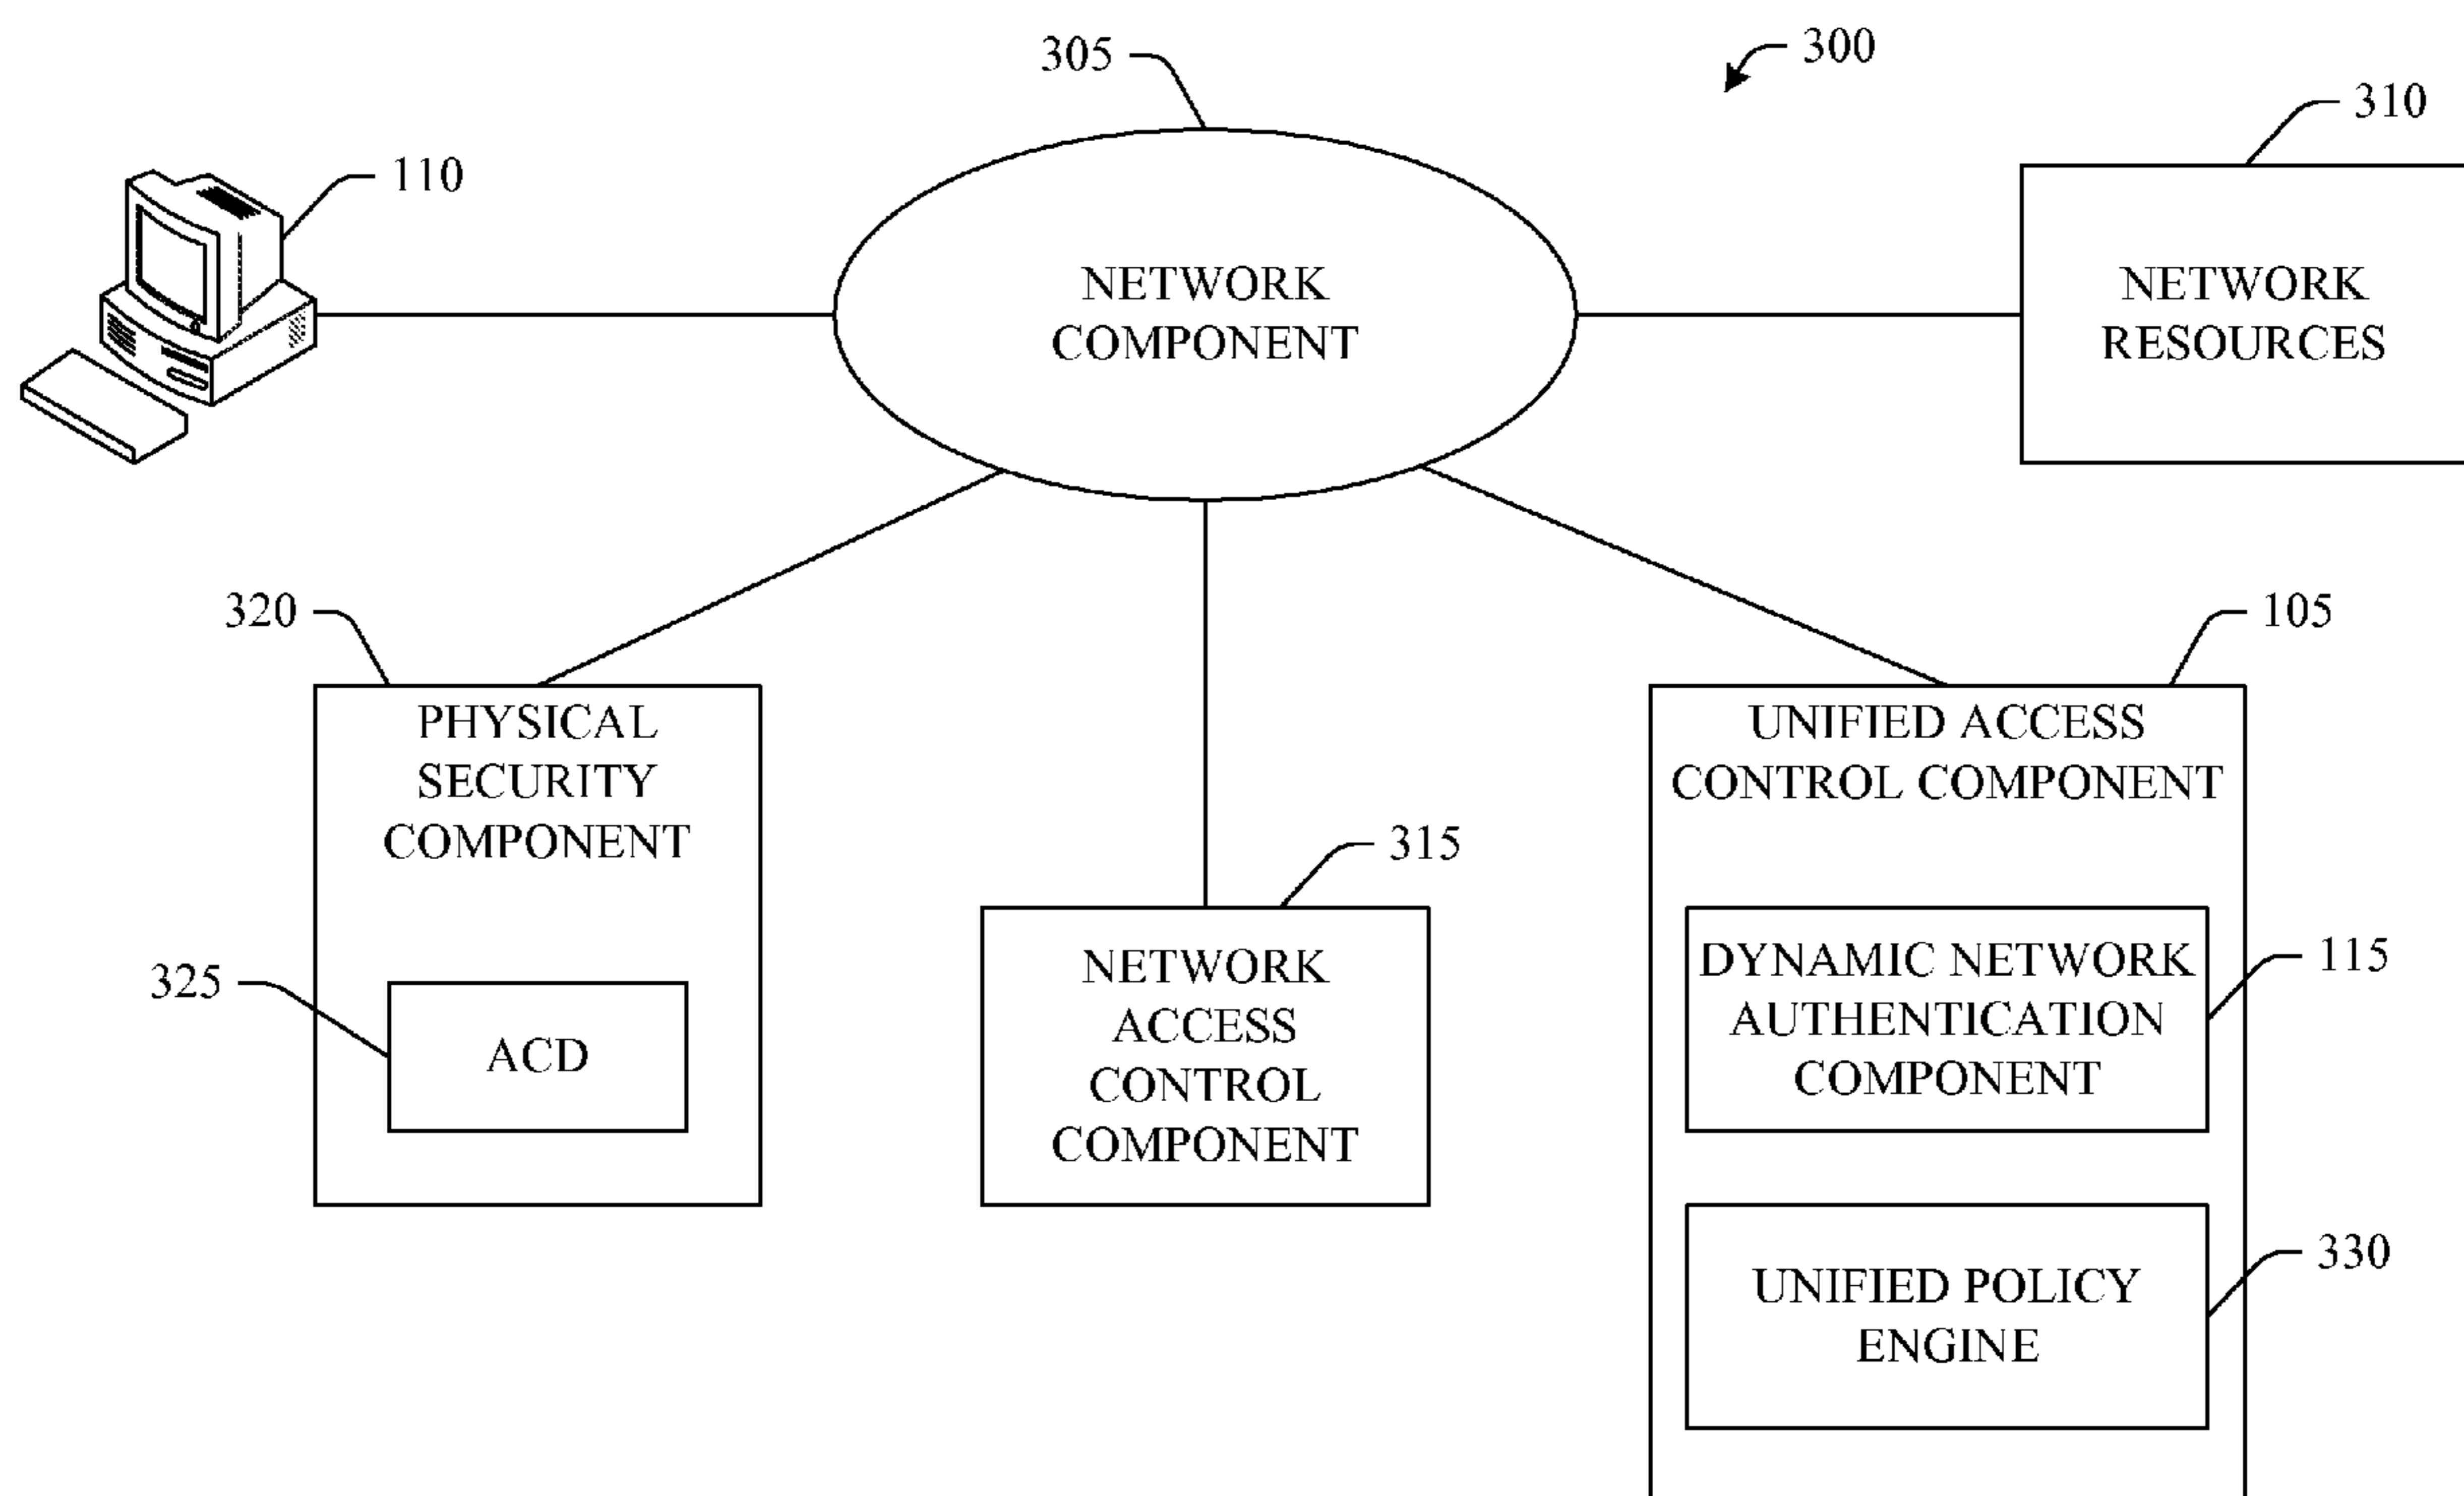 305
300
310
110
NETWORK
COMPONENT
NETWORK
RESOURCES
320
105
PHYSICAL
SECURITY
COMPONENT
UNIFIED ACCESS
CONTROL COMPONENT
315
325
ACD
NETWORK
ACCESS
CONTROL
COMPONENT
DYNAMIC NETWORK
AUTHENTICATION
COMPONENT
115
UNIFIED POLICY
ENGINE
330